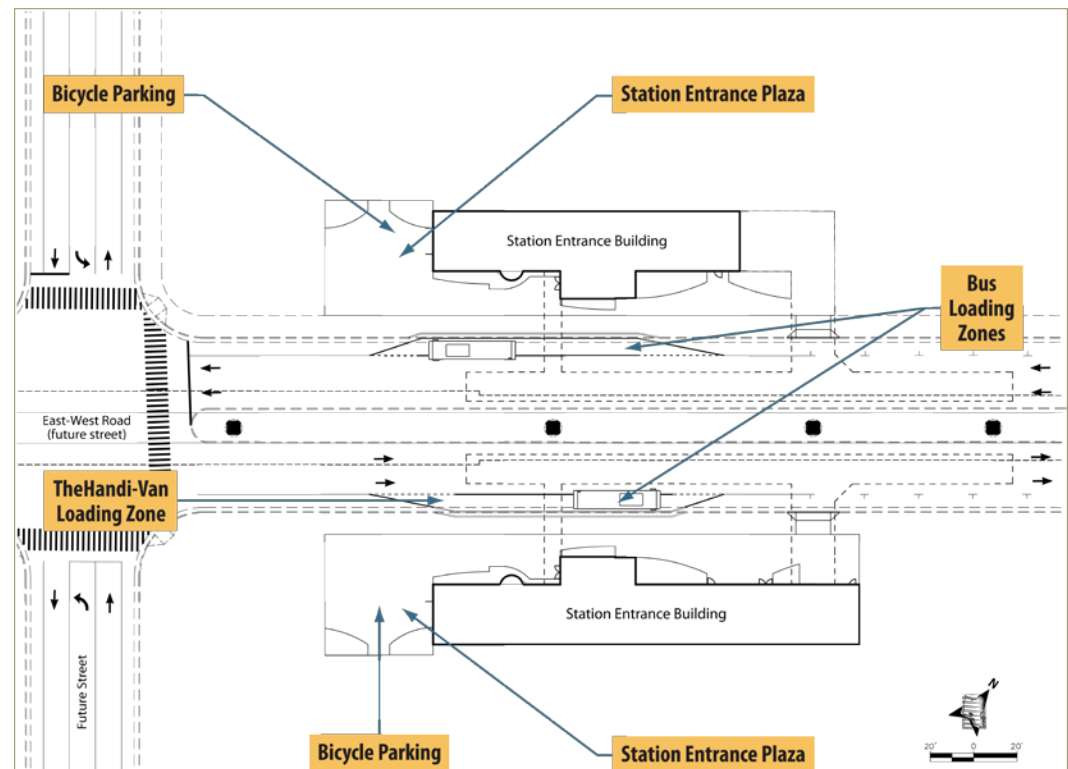 Bicycle Parking
Station Entrance Plaza
Station Entrance Building
Bus
Loading
Zones
East-West Road
(future street)
TheHandi-Van
Loading Zone
Station Entrance Building
Future Street
Bicycle Parking
Station Entrance Plaza
N
20'
0
20'